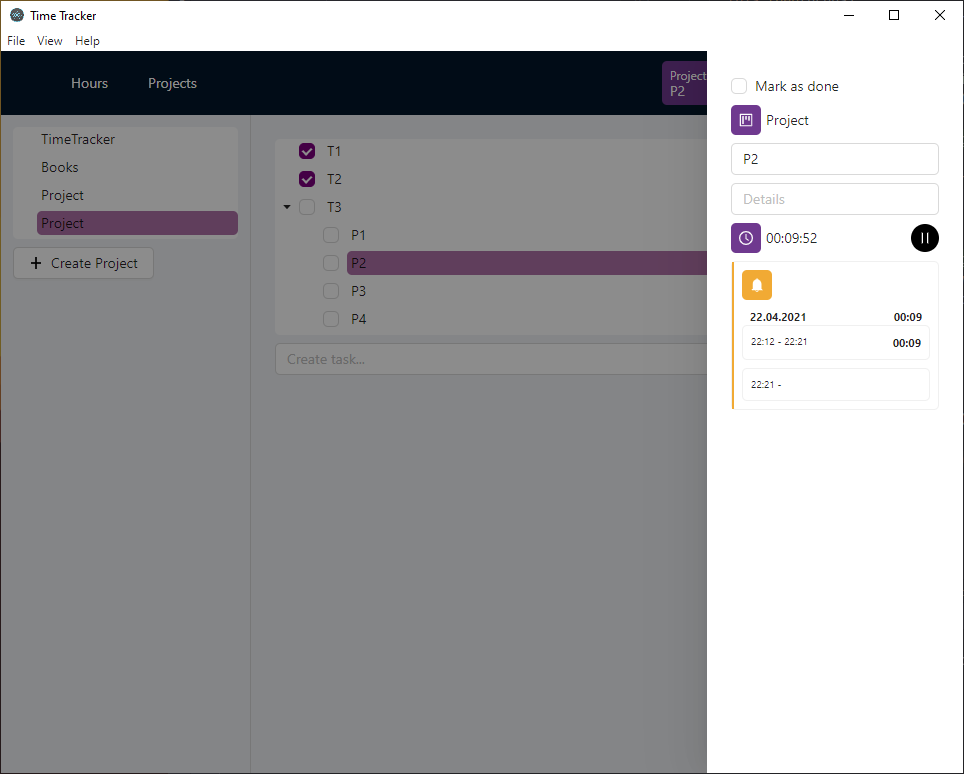 Time Tracker
File View Help
Hours Projects
Project
P2
TimeTracker
Books
Project
Project
Create Project
T1
T2
T3
P1
P2
P3
P4
Create task...
Mark as done
Project
P2
Details
00:09:52
22.04.2021 00:09
22:12 - 22:21 00:09
22:21 -